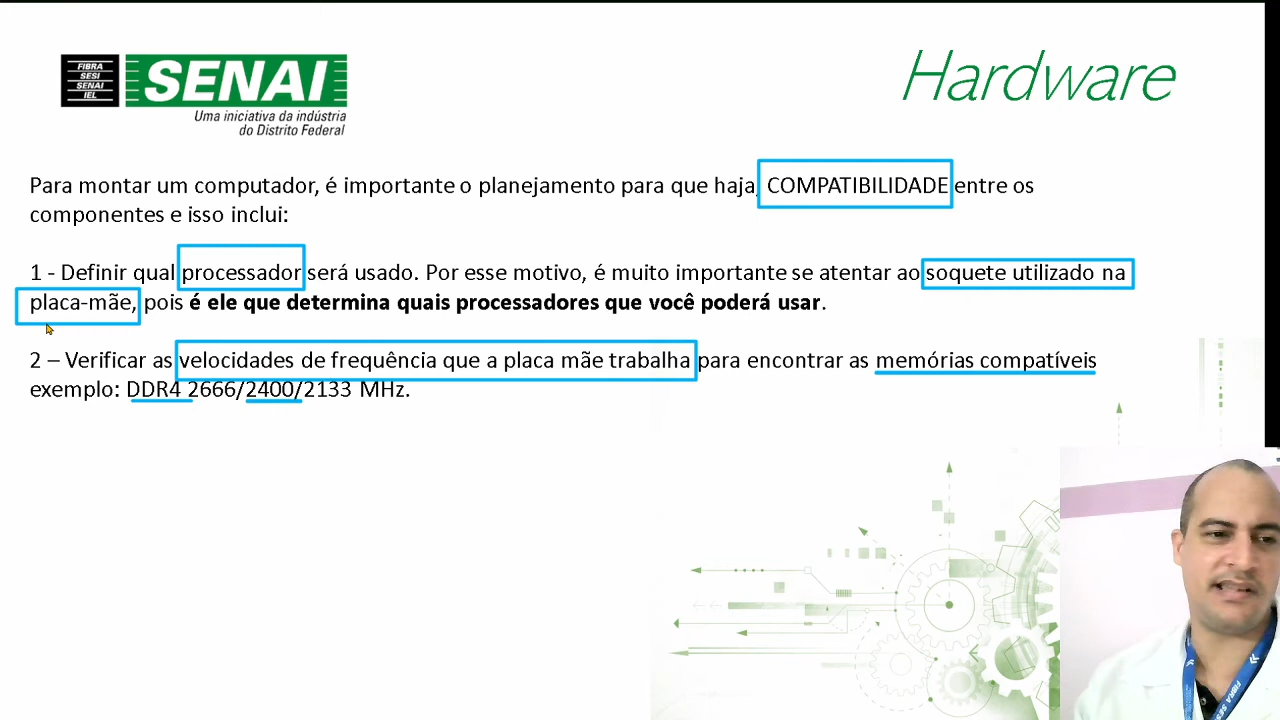 FIBRA
SESI
SENAI
IEL
SENAI
Uma iniciativa da indústria
do Distrito Federal
Hardware
Para montar um computador, é importante o planejamento para que haja, COMPATIBILIDADE entre os
componentes e isso inclui:
1 - Definir qual processador será usado. Por esse motivo, é muito importante se atentar ao soquete utilizado na
placa-mãe, pois é ele que determina quais processadores que você poderá usar.
2 – Verificar as velocidades de frequência que a placa mãe trabalha para encontrar as memórias compatíveis
exemplo: DDR4 2666/2400/2133 MHz.
FIBRA SES